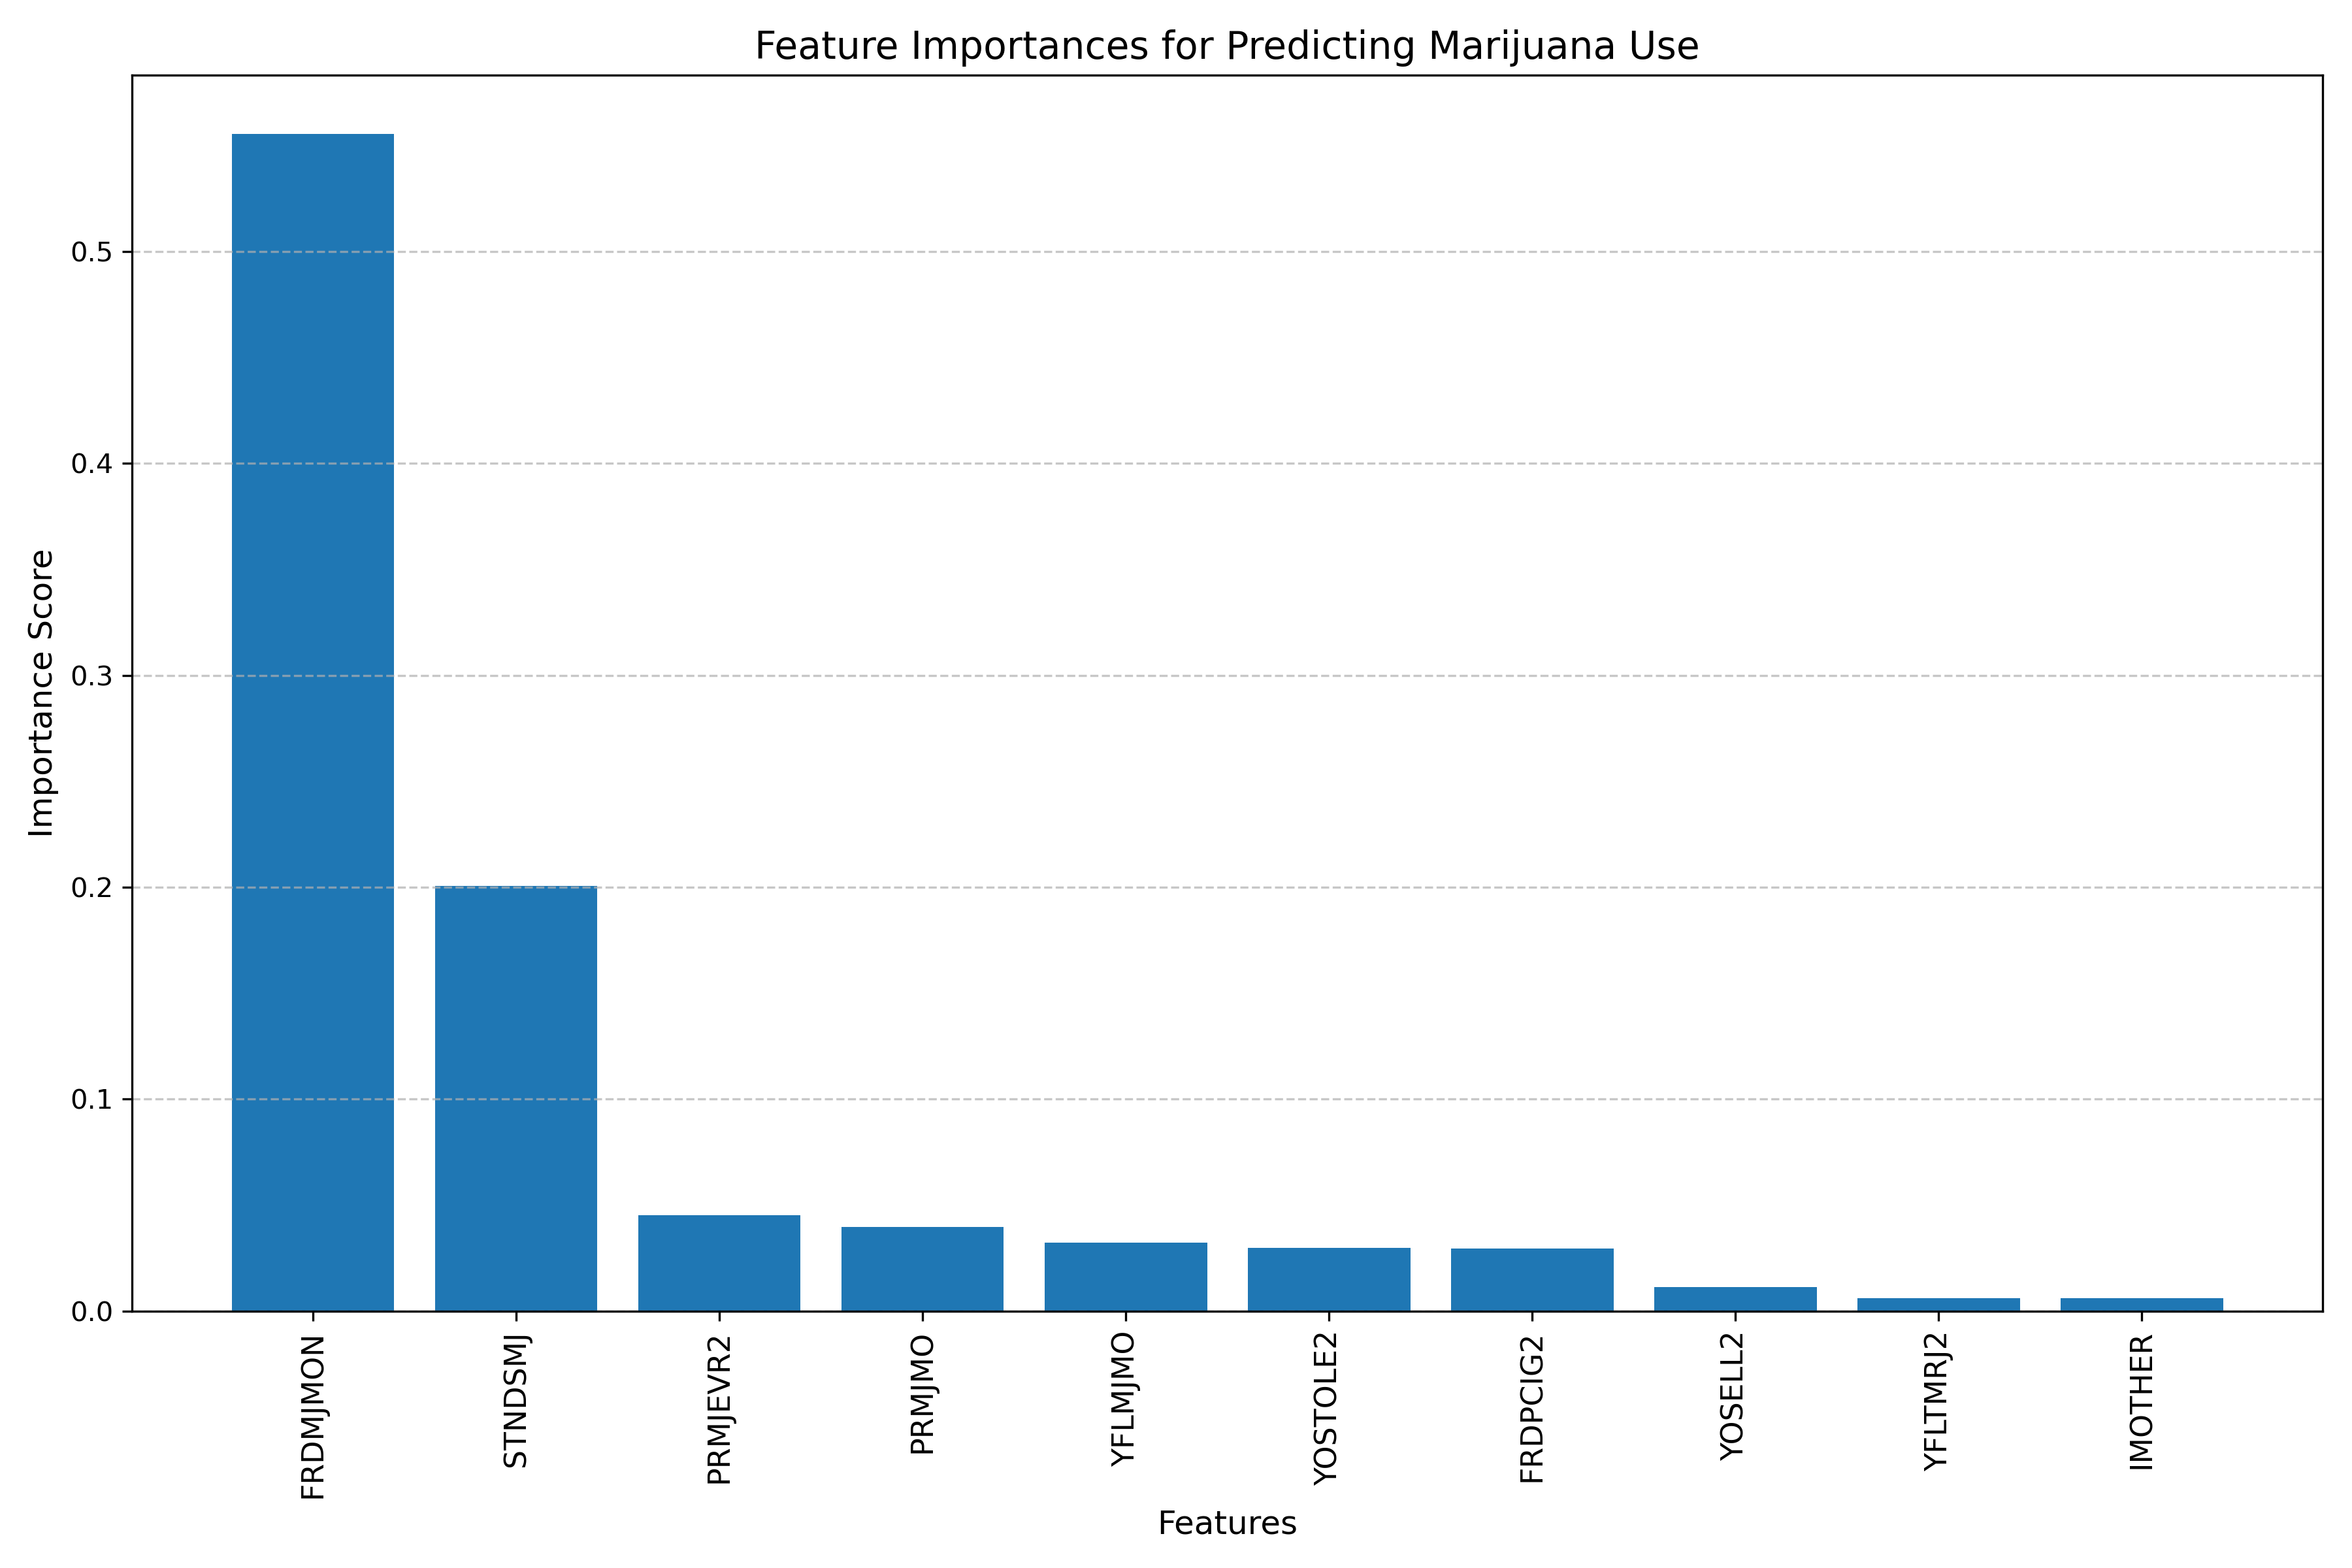 Feature Importances for Predicting Marijuana Use
Importance Score
0.5
0.4
0.3
0.2
0.1
0.0
FRDMJMON
STNDSMJ
PRMJEVR2
PRMJMO
YFLMJMO
YOSTOLE2
FRDPCIG2
YOSELL2
YFLTMRJ2
IMOTHER
Features